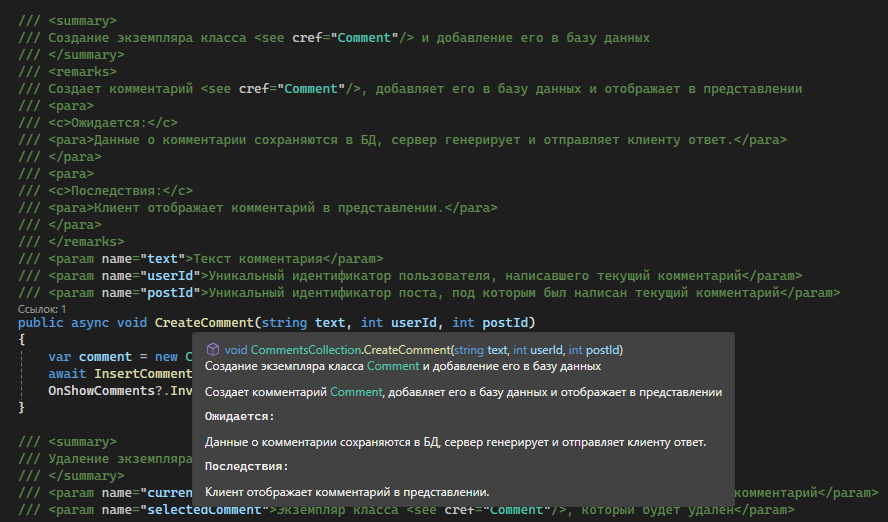 /// <summary>
/// Создание экземпляра класса <see cref="Comment"/> и добавление его в базу данных
/// </summary>
/// <remarks>
/// Создает комментарий <see cref="Comment"/>, добавляет его в базу данных и отображает в представлении
/// <para>
/// <c>Ожидается:</c>
/// <para>Данные о комментарии сохраняются в БД, сервер генерирует и отправляет клиенту ответ.</para>
/// </para>
/// <para>
/// <c>Последствия:</c>
/// <para>Клиент отображает комментарий в представлении.</para>
/// </para>
/// </remarks>
/// <param name="text">Текст комментария</param>
/// <param name="userId">Уникальный идентификатор пользователя, написавшего текущий комментарий</param>
/// <param name="postId">Уникальный идентификатор поста, под которым был написан текущий комментарий</param>
Ссылок: 1
public async void CreateComment(string text, int userId, int postId)
{
void CommentsCollection.CreateComment(string text, int userId, int postId)
var comment = new C
Создание экземпляра класса Comment и добавление его в базу данных
await InsertComment
OnShowComments?.Inv
Создает комментарий Comment, добавляет его в базу данных и отображает в представлении
}
Ожидается:
/// <summary>
Данные о комментарии сохраняются в БД, сервер генерирует и отправляет клиенту ответ.
/// Удаление экземпляра
Последствия:
/// </summary>
/// <param name="curren
Клиент отображает комментарий в представлении.
комментарий</param>
/// <param name="selectedComment">Экземпляр класса <see cref="Comment"/>, который будет удален</param>